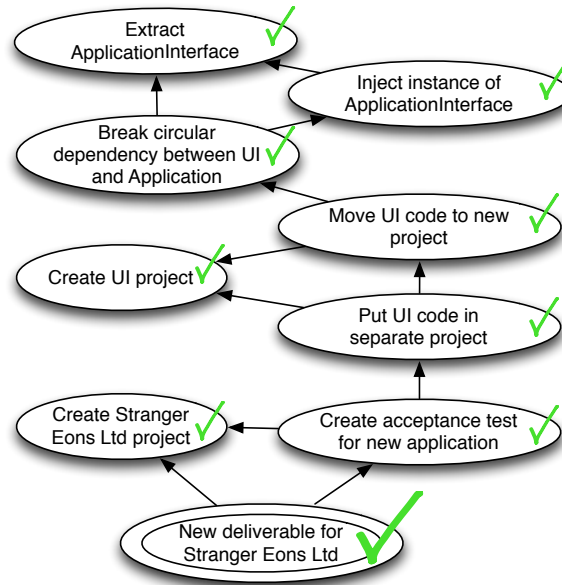 Extract
ApplicationInterface
Inject instance of
ApplicationInterface
Break circular
dependency between UI
and Application
Move UI code to new
project
Create UI project
Put UI code in
separate project
Create Stranger
Eons Ltd project
Create acceptance test
for new application
New deliverable for
Stranger Eons Ltd